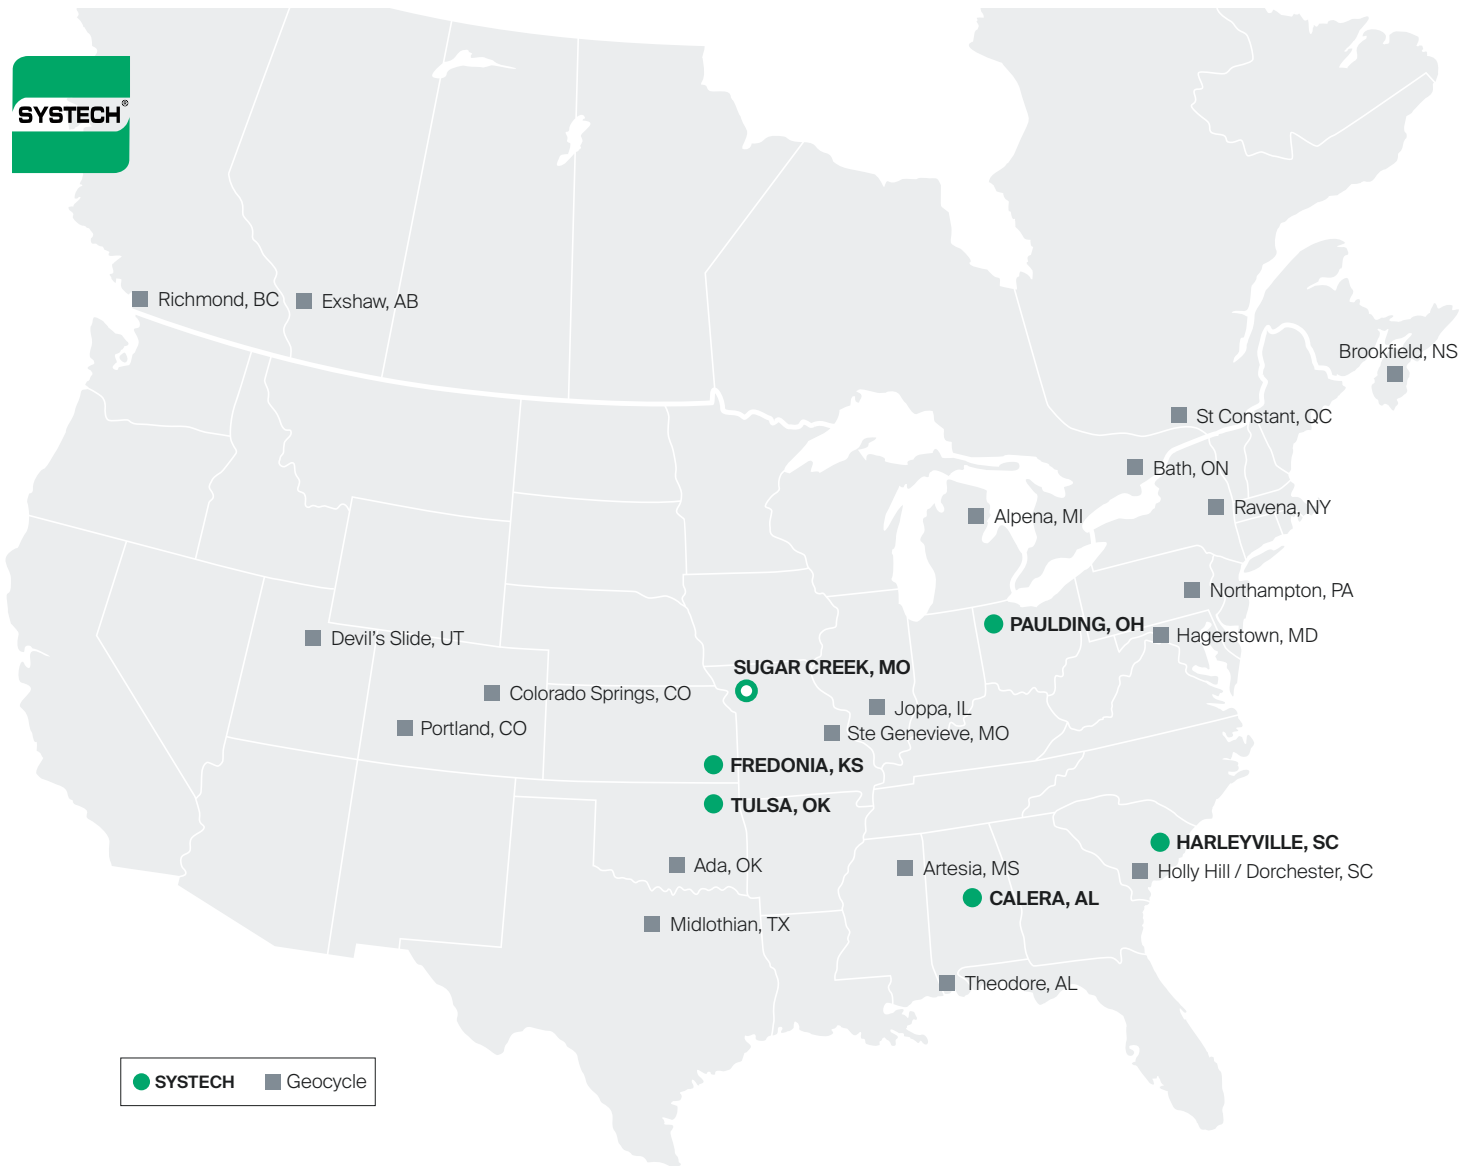 SYSTECH®
Richmond, BC
Exshaw, AB
Brookfield, NS
St Constant, QC
Bath, ON
Ravena, NY
Alpena, MI
Northampton, PA
PAULDING, OH
Hagerstown, MD
Devil's Slide, UT
SUGAR CREEK, MO
Colorado Springs, CO
Joppa, IL
Portland, CO
Ste Genevieve, MO
FREDONIA, KS
TULSA, OK
HARLEYVILLE, SC
Ada, OK
Artesia, MS
Holly Hill / Dorchester, SC
CALERA, AL
Midlothian, TX
Theodore, AL
SYSTECH
Geocycle